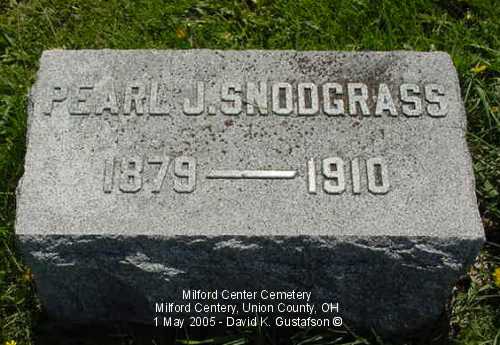 PEARL J. SNODGRASS
1879 — 1910
Milford Center Cemetery
Milford Centery, Union County, OH
1 May 2005 - David K. Gustafson ©